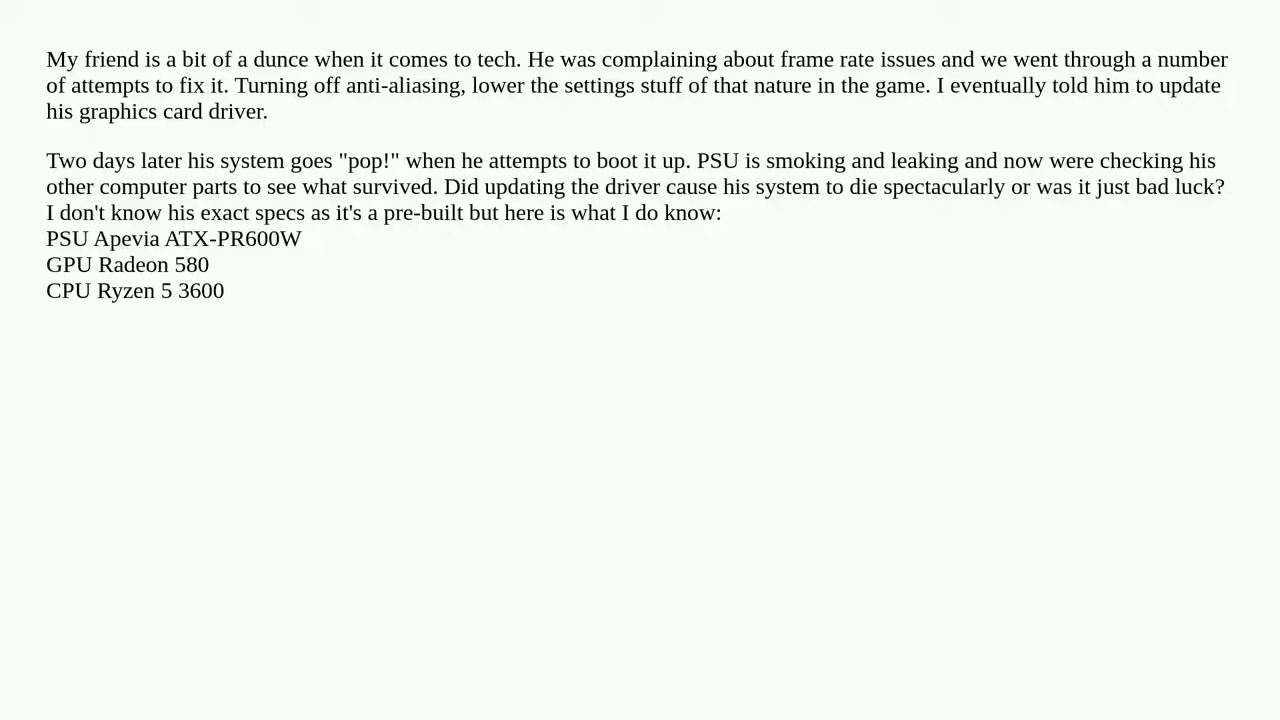 My friend is a bit of a dunce when it comes to tech. He was complaining about frame rate issues and we went through a number
of attempts to fix it. Turning off anti-aliasing, lower the settings stuff of that nature in the game. I eventually told him to update
his graphics card driver.
Two days later his system goes "pop!" when he attempts to boot it up. PSU is smoking and leaking and now were checking his
other computer parts to see what survived. Did updating the driver cause his system to die spectacularly or was it just bad luck?
I don't know his exact specs as it's a pre-built but here is what I do know:
PSU Apevia ATX-PR600W
GPU Radeon 580
CPU Ryzen 5 3600